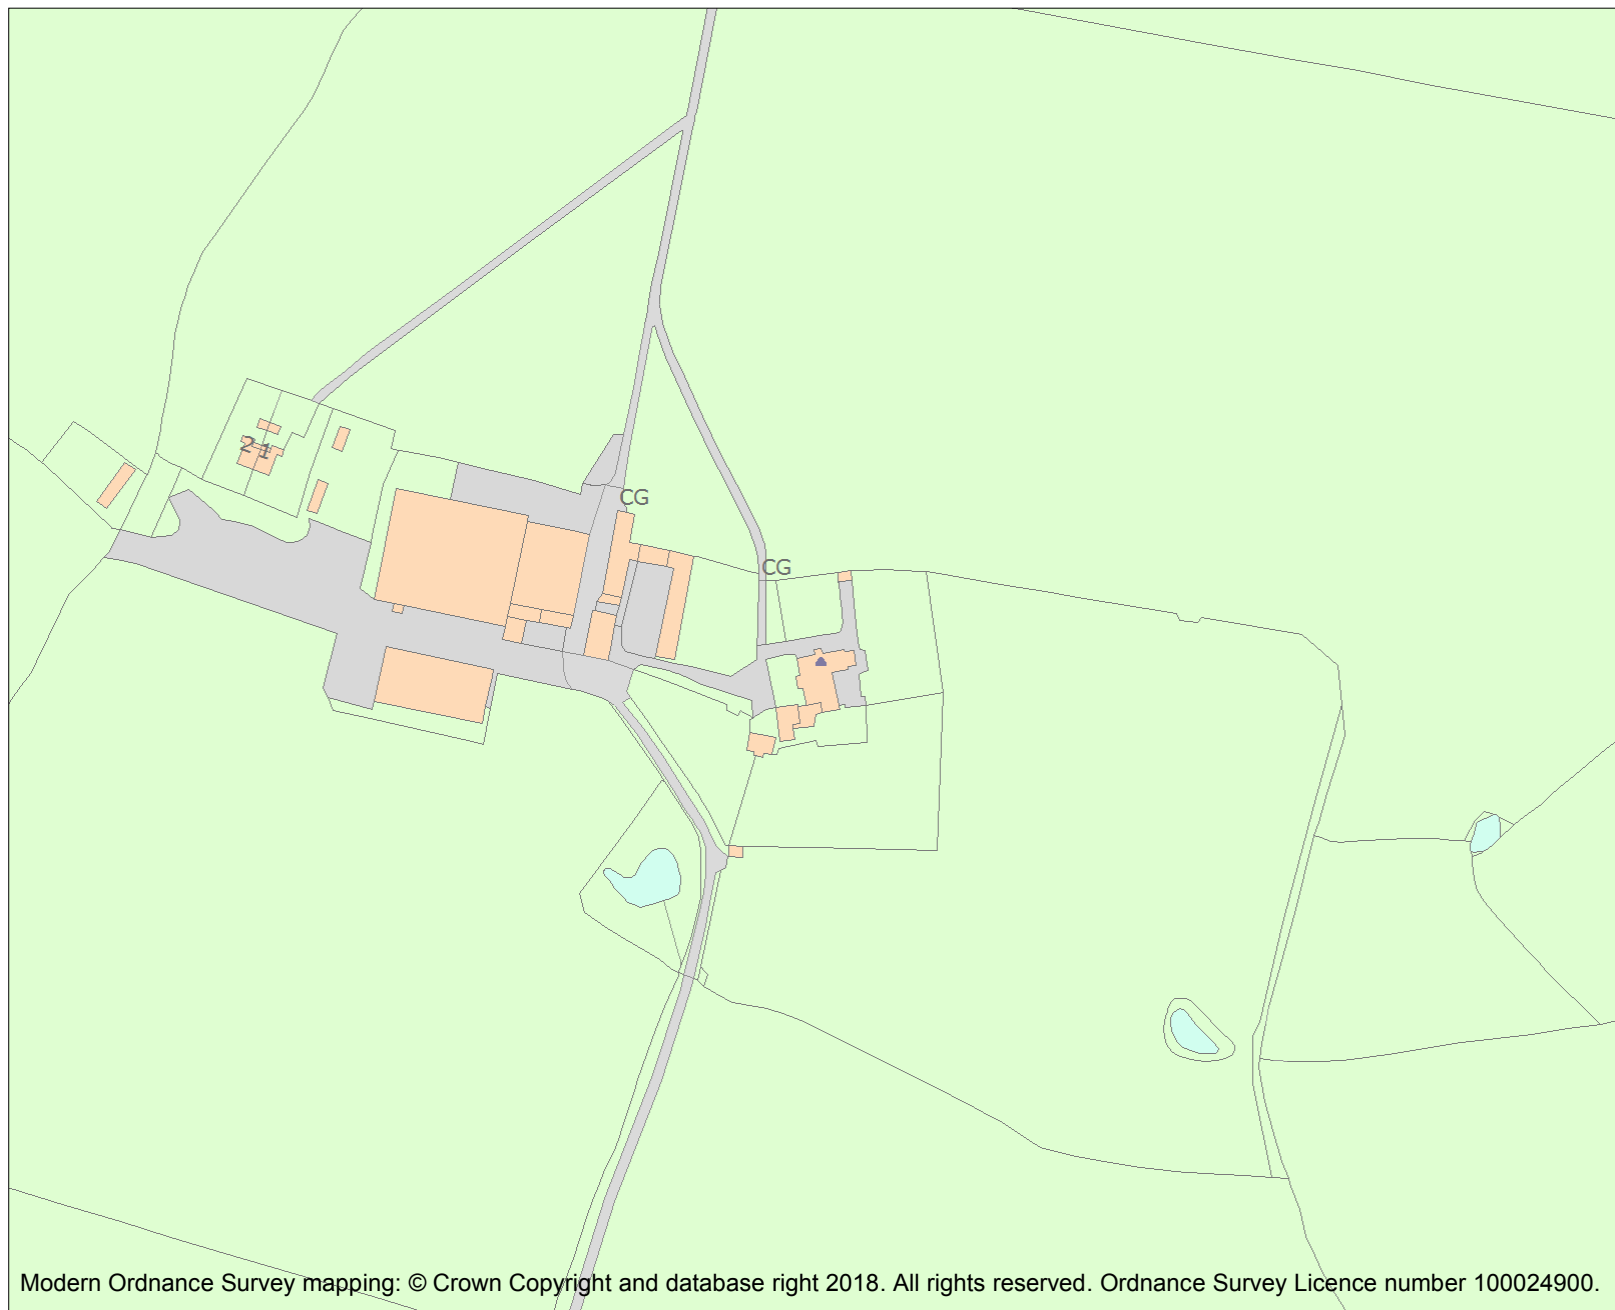 2
1
CG
CG
Modern Ordnance Survey mapping: © Crown Copyright and database right 2018. All rights reserved. Ordnance Survey Licence number 100024900.